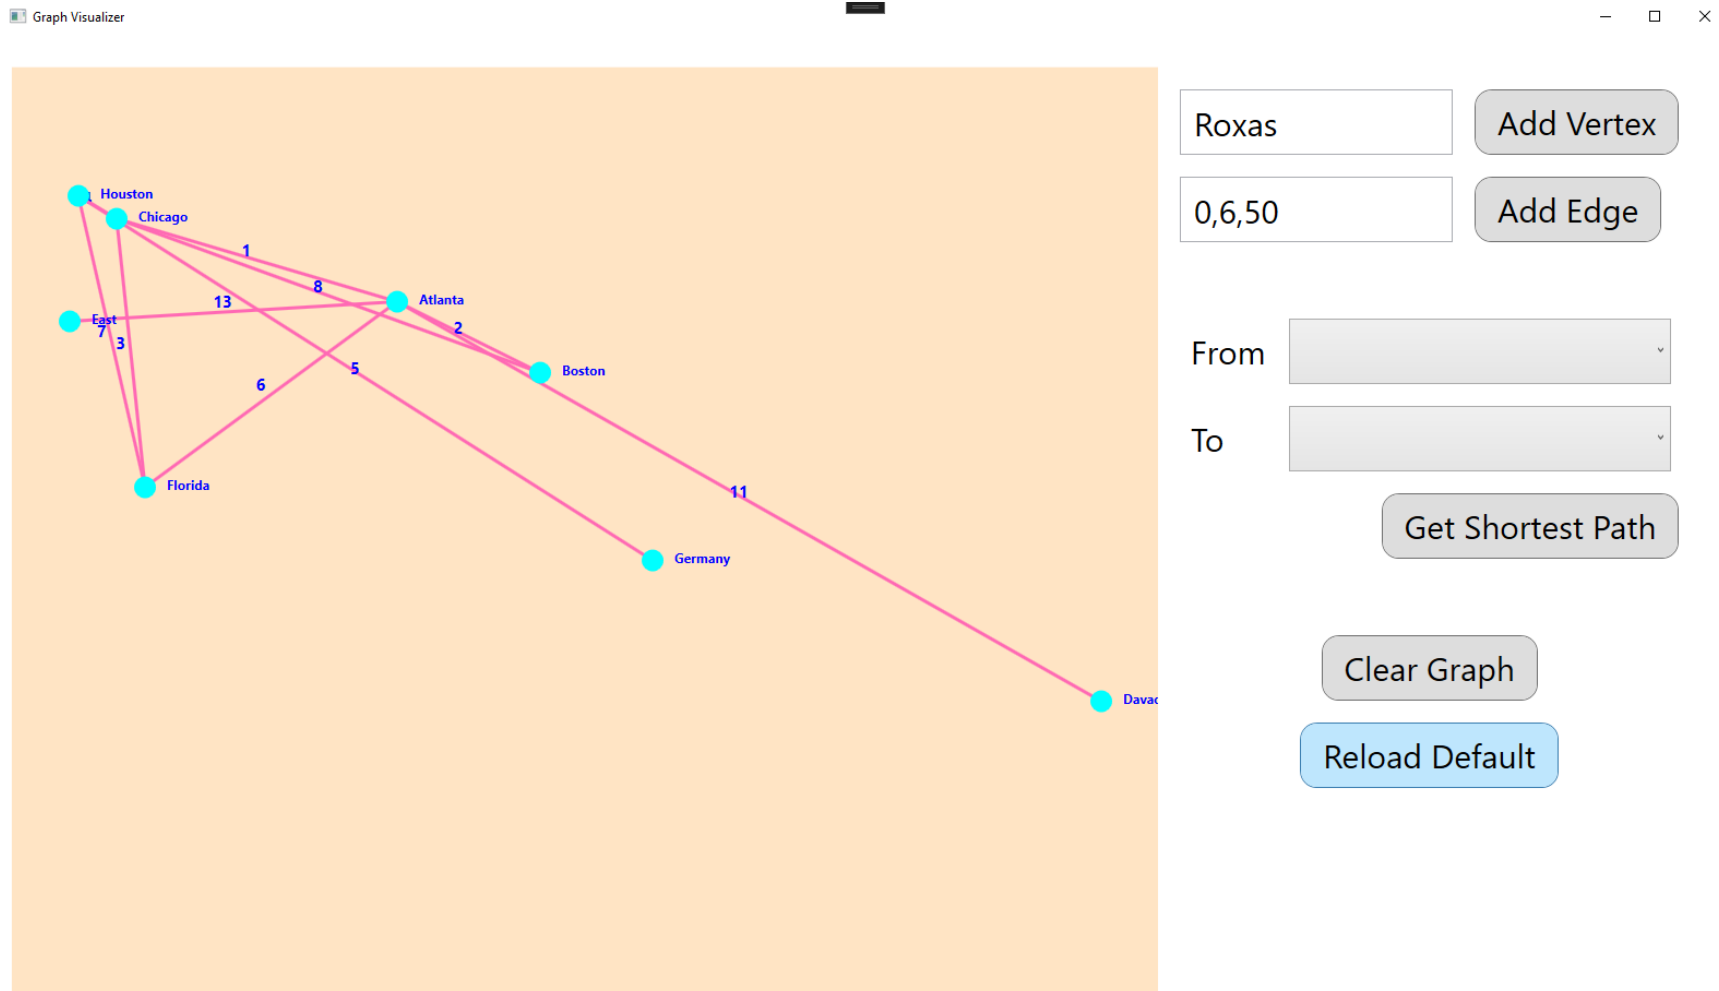 Graph Visualizer
Roxas
Add Vertex
0,6,50
Add Edge
Houston
Chicago
1
8
13
Atlanta
East
7
3
2
5
Boston
6
Florida
11
Germany
From
To
Get Shortest Path
Clear Graph
Reload Default